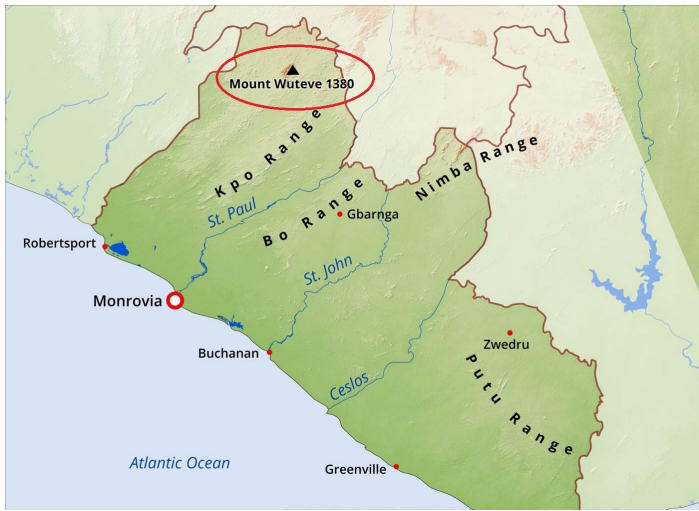 Mount Wuteve 1380
Kpo Range
Nimba Range
St. Paul
Bo Range
Gbarnga
Robertsport
St. John
Monrovia
Zwedru
Buchanan
Ceslos
Putu Range
Atlantic Ocean
Greenville